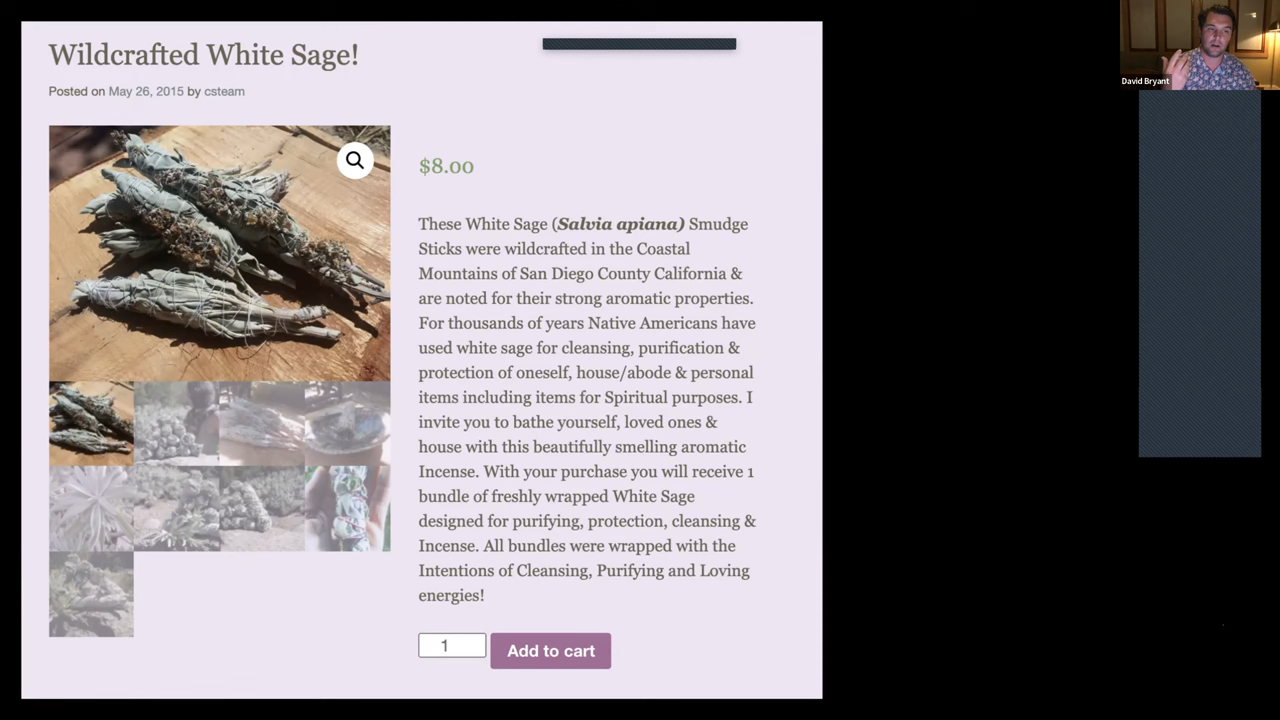 Wildcrafted White Sage!
Posted on May 26, 2015 by csteam
$8.00
These White Sage (Salvia apiana) Smudge
Sticks were wildcrafted in the Coastal
Mountains of San Diego County California &
are noted for their strong aromatic properties.
For thousands of years Native Americans have
used white sage for cleansing, purification &
protection of oneself, house/abode & personal
items including items for Spiritual purposes. I
invite you to bathe yourself, loved ones &
house with this beautifully smelling aromatic
Incense. With your purchase you will receive 1
bundle of freshly wrapped White Sage
designed for purifying, protection, cleansing &
Incense. All bundles were wrapped with the
Intentions of Cleansing, Purifying and Loving
energies!
1
Add to cart
David Bryant